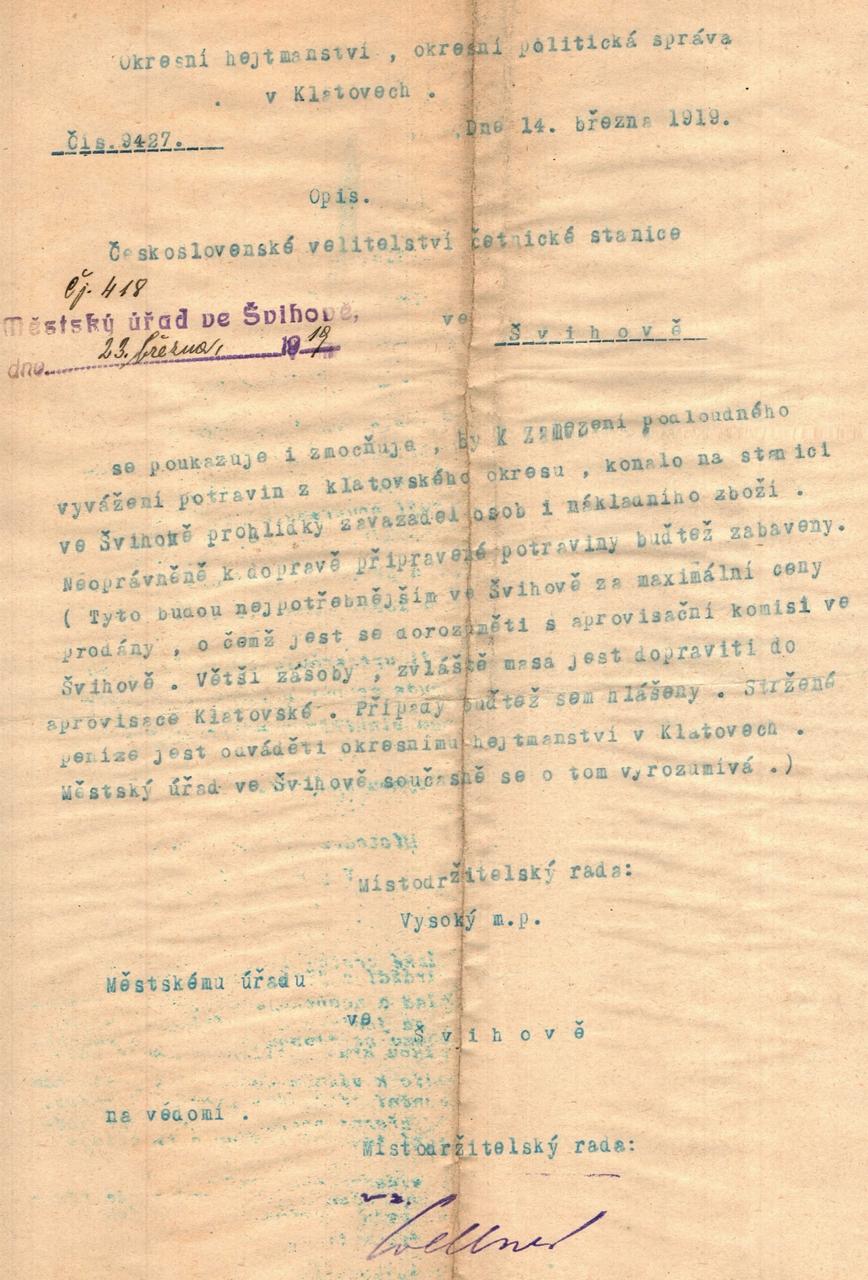 Okresní hejtmanství , okresní politická správa
v Klatovech .
Dne 14. března 1919.
Čís.9427.
Opis.
Československé velitelství četnické stanice
čj. 418
Městský úřad ve Švihově,
ve Švihově
dne 23. března, 1919
se poukazuje i zmocňuje , by k zamezení podloudného
vyvážení potravin z klatovského okresu , konalo na stanici
ve Švihově prohlídky zavazadel osob i nákladního zboží .
Neoprávněně k dopravě připravené potraviny buďtež zabaveny.
( Tyto budou nejpotřebnějším ve Švihově za maximální ceny
prodány , o čemž jest se dorozuměti s aprovisační komisí ve
Švihově . Větší zásoby , zvláště masa jest dopraviti do
aprovisace Klatovské . Případy buďtež sem hlášeny . Stržené
peníze jest odváděti okresnímu hejtmanství v Klatovech .
Městský úřad ve Švihově současně se o tom vyrozumívá .)
Místodržitelský rada:
Vysoký m.p.
Městskému úřadu
ve
Švihově
na vědomí .
Místodržitelský rada:
vz.